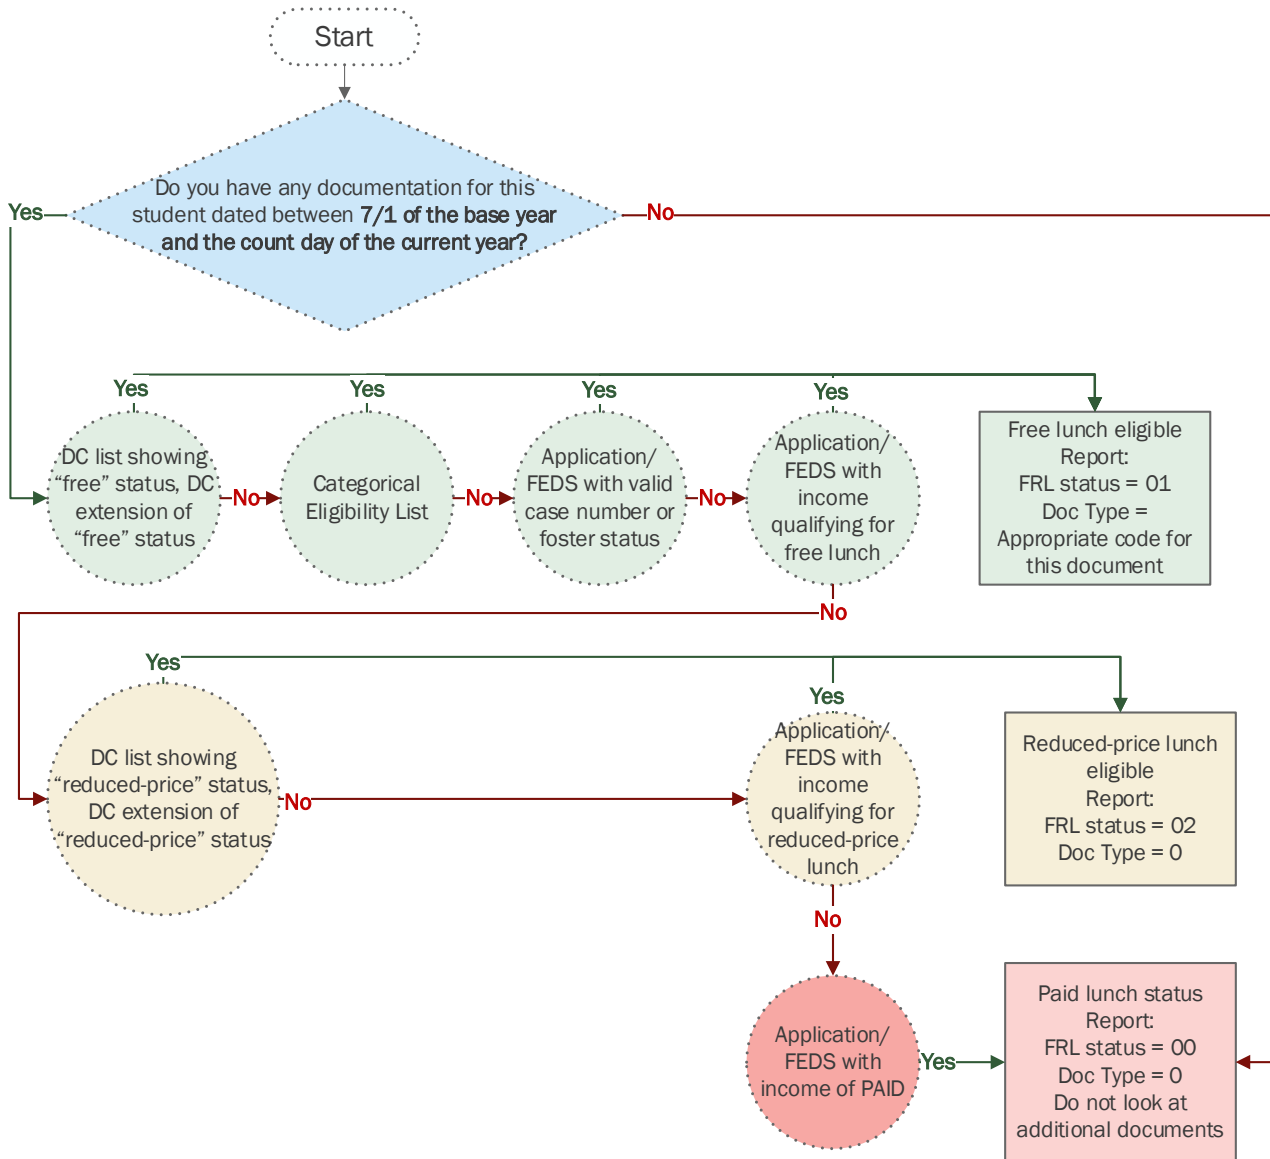 Start
Do you have any documentation for this
student dated between 7/1 of the base year
and the count day of the current year?
Yes
No
Yes
Yes
Yes
Yes
DC list showing
“free” status, DC
extension of
“free” status
No
Categorical
Eligibility List
No
Application/
FEDS with valid
case number or
foster status
No
Application/
FEDS with
income
qualifying for
free lunch
Free lunch eligible
Report:
FRL status = 01
Doc Type =
Appropriate code for
this document
No
Yes
Yes
DC list showing
“reduced-price” status,
DC extension of
“reduced-price” status
No
Application/
FEDS with
income
qualifying for
reduced-price
lunch
Reduced-price lunch
eligible
Report:
FRL status = 02
Doc Type = 0
No
Application/
FEDS with
income of PAID
Yes
Paid lunch status
Report:
FRL status = 00
Doc Type = 0
Do not look at
additional documents